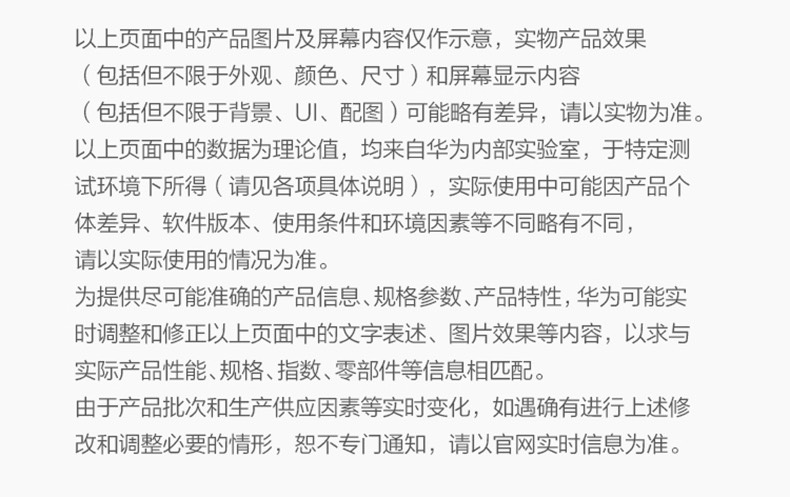 以上页面中的产品图片及屏幕内容仅作示意，实物产品效果
（包括但不限于外观、颜色、尺寸）和屏幕显示内容
（包括但不限于背景、UI、配图）可能略有差异，请以实物为准。
以上页面中的数据为理论值，均来自华为内部实验室，于特定测
试环境下所得（请见各项具体说明），实际使用中可能因产品个
体差异、软件版本、使用条件和环境因素等不同略有不同，
请以实际使用的情况为准。
为提供尽可能准确的产品信息、规格参数、产品特性，华为可能实
时调整和修正以上页面中的文字表述、图片效果等内容，以求与
实际产品性能、规格、指数、零部件等信息相匹配。
由于产品批次和生产供应因素等实时变化，如遇确有进行上述修
改和调整必要的情形，恕不专门通知，请以官网实时信息为准。